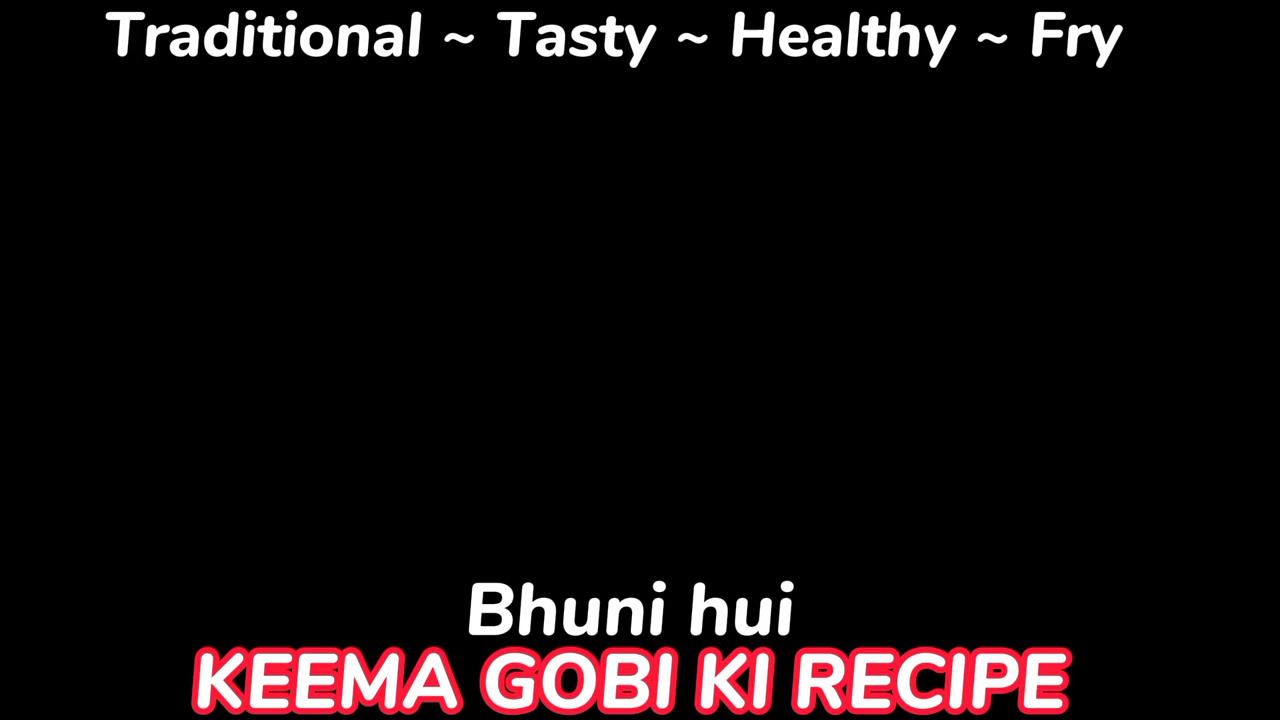 Traditional ~ Tasty ~ Healthy ~ Fry
Bhuni hui
KEEMA GOBI KI RECIPE